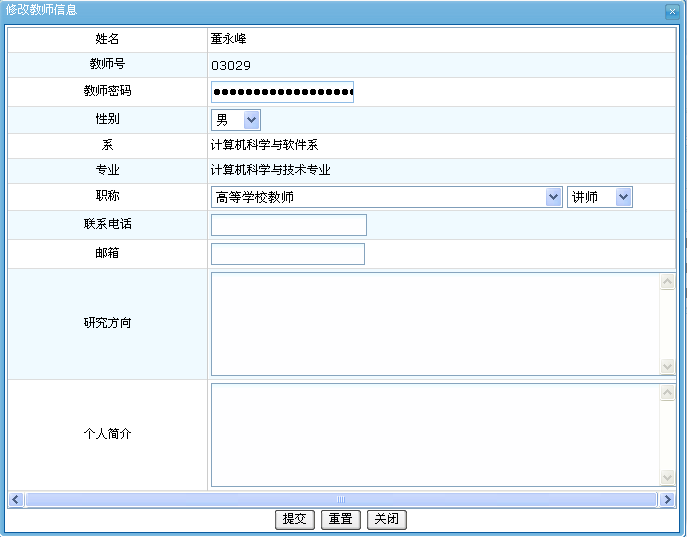 修改教师信息
姓名 董永峰
教师号 03029
教师密码 ●●●●●●●●●●●●●●●●●●
性别 男
系 计算机科学与软件系
专业 计算机科学与技术专业
职称 高等学校教师 讲师
联系电话
邮箱
研究方向
个人简介
提交 重置 关闭